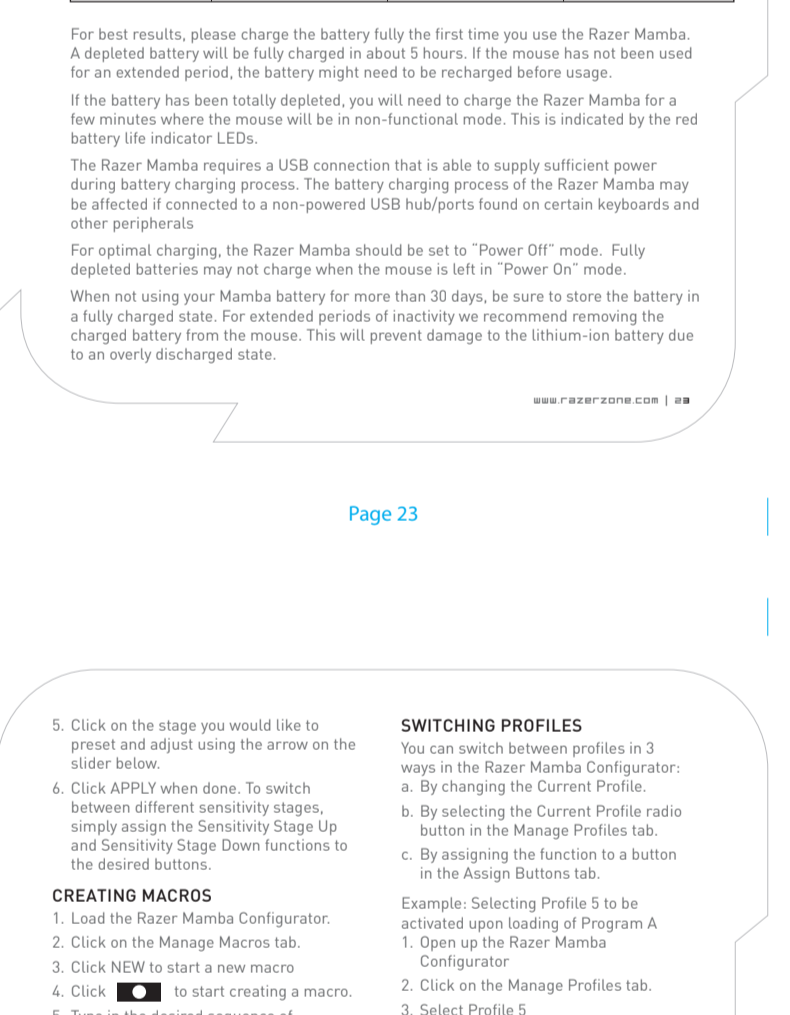 For best results, please charge the battery fully the first time you use the Razer Mamba.
A depleted battery will be fully charged in about 5 hours. If the mouse has not been used
for an extended period, the battery might need to be recharged before usage.
If the battery has been totally depleted, you will need to charge the Razer Mamba for a
few minutes where the mouse will be in non-functional mode. This is indicated by the red
battery life indicator LEDs.
The Razer Mamba requires a USB connection that is able to supply sufficient power
during battery charging process. The battery charging process of the Razer Mamba may
be affected if connected to a non-powered USB hub/ports found on certain keyboards and
other peripherals
For optimal charging, the Razer Mamba should be set to “Power Off” mode.  Fully
depleted batteries may not charge when the mouse is left in “Power On” mode.
When not using your Mamba battery for more than 30 days, be sure to store the battery in
a fully charged state. For extended periods of inactivity we recommend removing the
charged battery from the mouse. This will prevent damage to the lithium-ion battery due
to an overly discharged state.
www.razerzone.com | 23
Page 23
5. Click on the stage you would like to
preset and adjust using the arrow on the
slider below.
6. Click APPLY when done. To switch
between different sensitivity stages,
simply assign the Sensitivity Stage Up
and Sensitivity Stage Down functions to
the desired buttons.
CREATING MACROS
1. Load the Razer Mamba Configurator.
2. Click on the Manage Macros tab.
3. Click NEW to start a new macro
4. Click to start creating a macro.
5. Type in the desired sequence of
SWITCHING PROFILES
You can switch between profiles in 3
ways in the Razer Mamba Configurator:
a. By changing the Current Profile.
b. By selecting the Current Profile radio
button in the Manage Profiles tab.
c. By assigning the function to a button
in the Assign Buttons tab.
Example: Selecting Profile 5 to be
activated upon loading of Program A
1. Open up the Razer Mamba
Configurator
2. Click on the Manage Profiles tab.
3. Select Profile 5